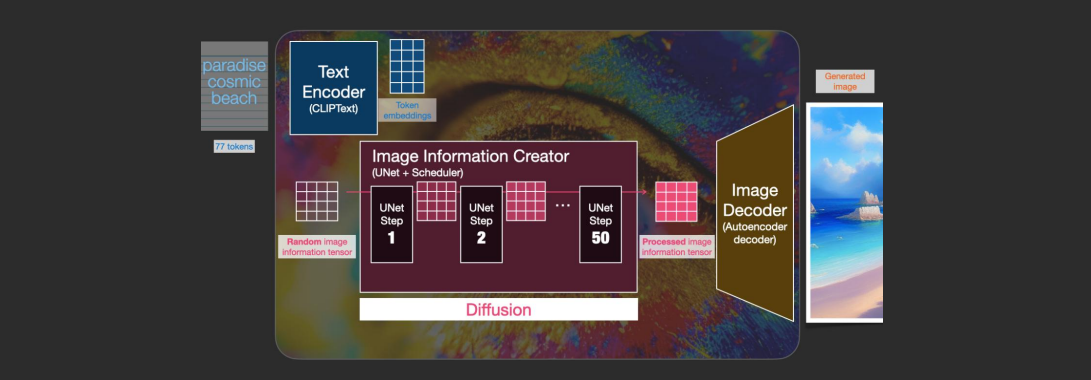 paradise
cosmic
beach
77 tokens
Text
Encoder
(CLIPText)
Token
embeddings
Image Information Creator
(UNet + Scheduler)
UNet
Step
1
UNet
Step
2
...
UNet
Step
50
Random image
information tensor
Processed image
information tensor
Diffusion
Image
Decoder
(Autoencoder
decoder)
Generated
image